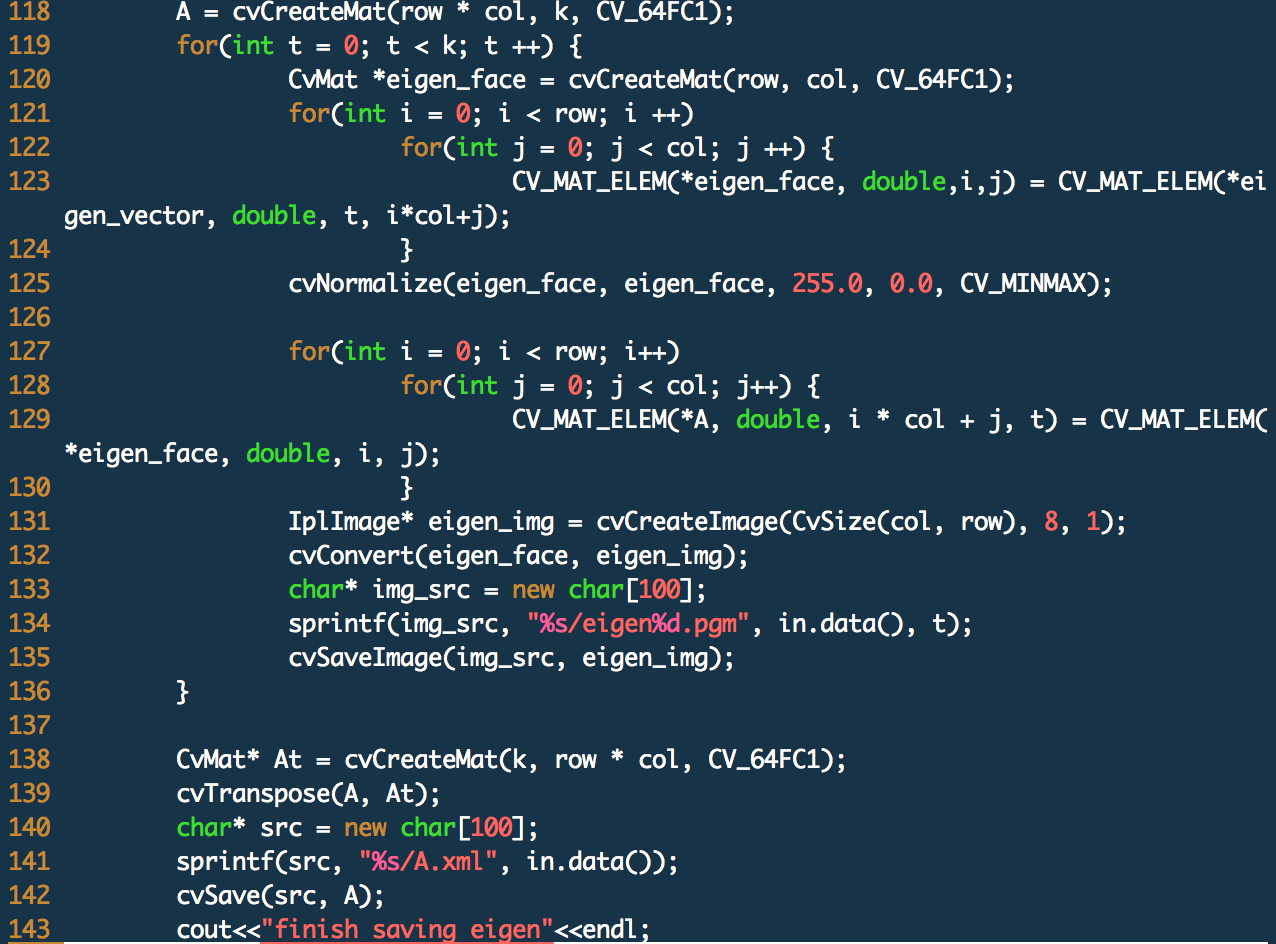 118         A = cvCreateMat(row * col, k, CV_64FC1);
119         for(int t = 0; t < k; t ++) {
120                 CvMat *eigen_face = cvCreateMat(row, col, CV_64FC1);
121                 for(int i = 0; i < row; i ++)
122                         for(int j = 0; j < col; j ++) {
123                                 CV_MAT_ELEM(*eigen_face, double,i,j) = CV_MAT_ELEM(*ei
gen_vector, double, t, i*col+j);
124                         }
125                 cvNormalize(eigen_face, eigen_face, 255.0, 0.0, CV_MINMAX);
126
127                 for(int i = 0; i < row; i++)
128                         for(int j = 0; j < col; j++) {
129                                 CV_MAT_ELEM(*A, double, i * col + j, t) = CV_MAT_ELEM(
*eigen_face, double, i, j);
130                         }
131                 IplImage* eigen_img = cvCreateImage(CvSize(col, row), 8, 1);
132                 cvConvert(eigen_face, eigen_img);
133                 char* img_src = new char[100];
134                 sprintf(img_src, "%s/eigen%d.pgm", in.data(), t);
135                 cvSaveImage(img_src, eigen_img);
136         }
137
138         CvMat* At = cvCreateMat(k, row * col, CV_64FC1);
139         cvTranspose(A, At);
140         char* src = new char[100];
141         sprintf(src, "%s/A.xml", in.data());
142         cvSave(src, A);
143         cout<<"finish saving eigen"<<endl;